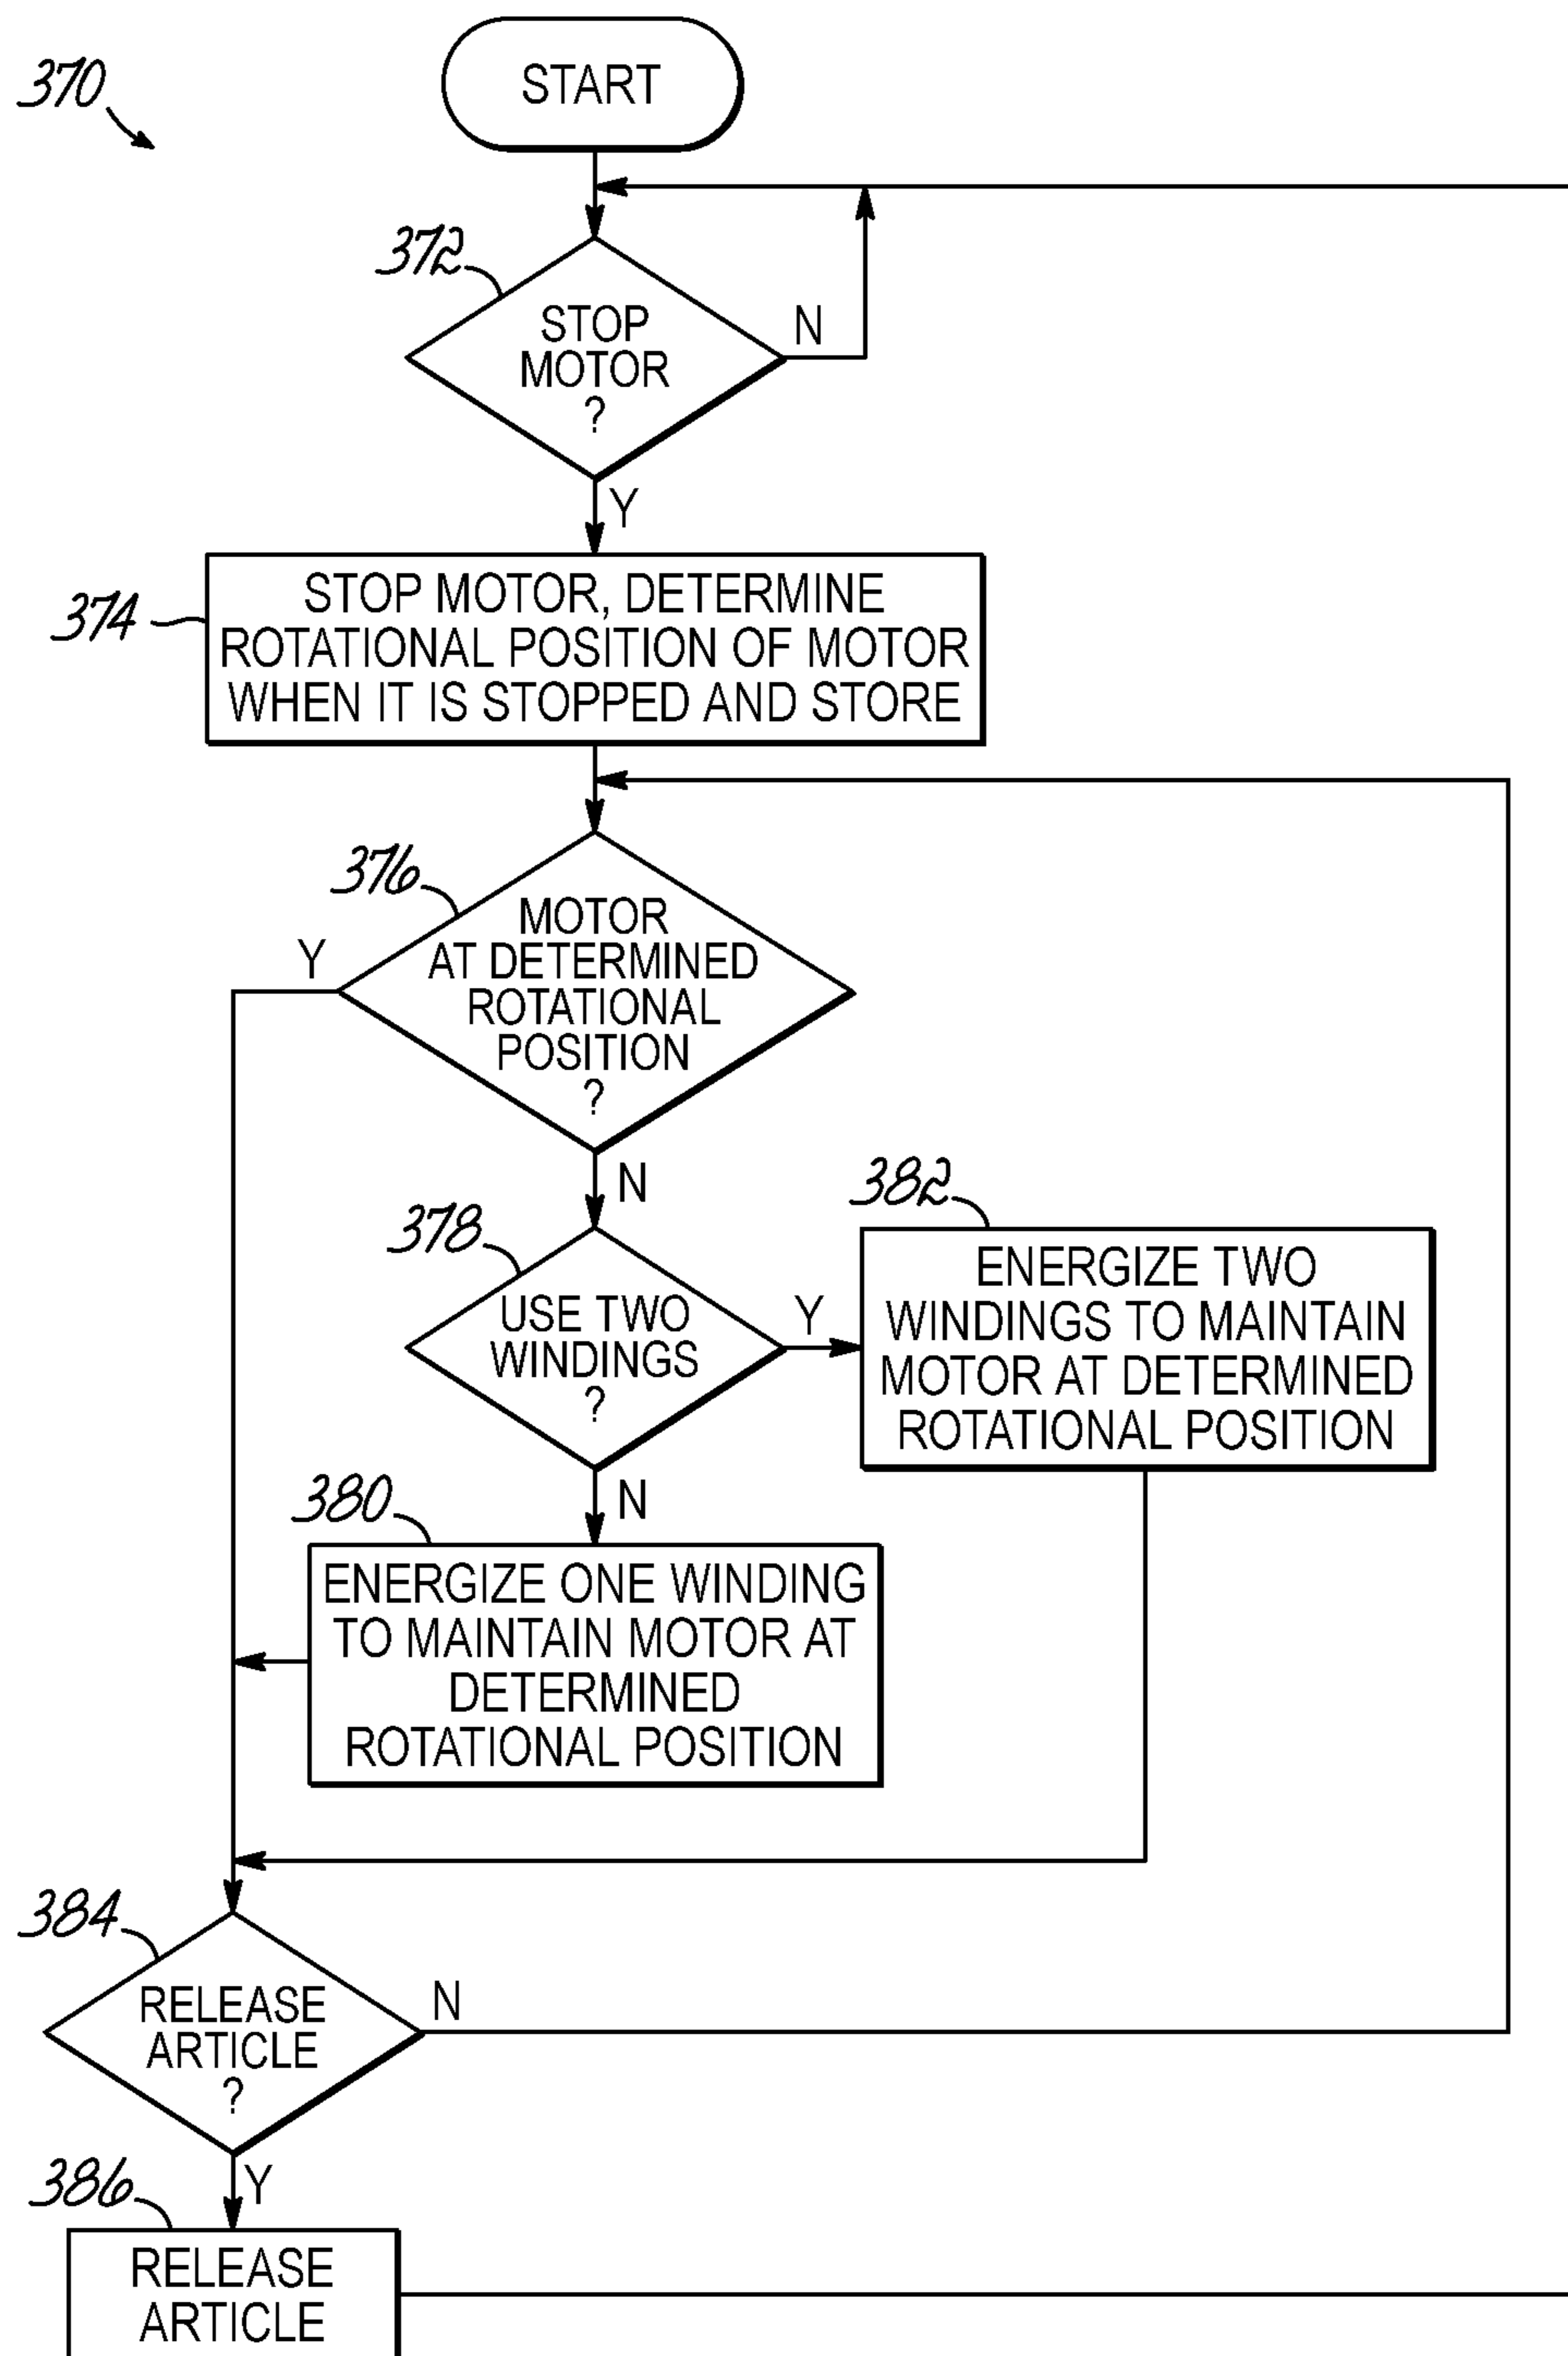 370
START
372
STOP
MOTOR
?
N
Y
374
STOP MOTOR, DETERMINE
ROTATIONAL POSITION OF MOTOR
WHEN IT IS STOPPED AND STORE
376
MOTOR
AT DETERMINED
ROTATIONAL
POSITION
?
Y
N
378
USE TWO
WINDINGS
?
Y
N
382
ENERGIZE TWO
WINDINGS TO MAINTAIN
MOTOR AT DETERMINED
ROTATIONAL POSITION
380
ENERGIZE ONE WINDING
TO MAINTAIN MOTOR AT
DETERMINED
ROTATIONAL POSITION
384
RELEASE
ARTICLE
?
N
Y
386
RELEASE
ARTICLE